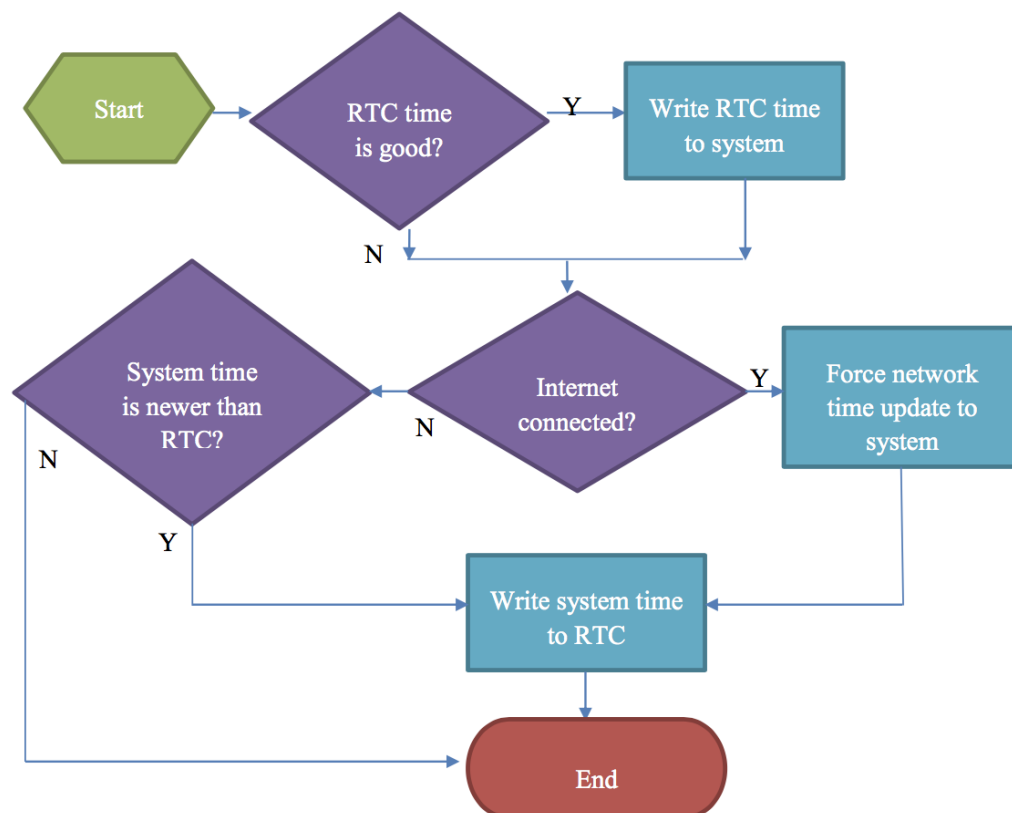 Start
RTC time
is good?
Y
Write RTC time
to system
N
System time
is newer than
RTC?
N
Y
Internet
connected?
N
Y
Force network
time update to
system
Write system time
to RTC
End